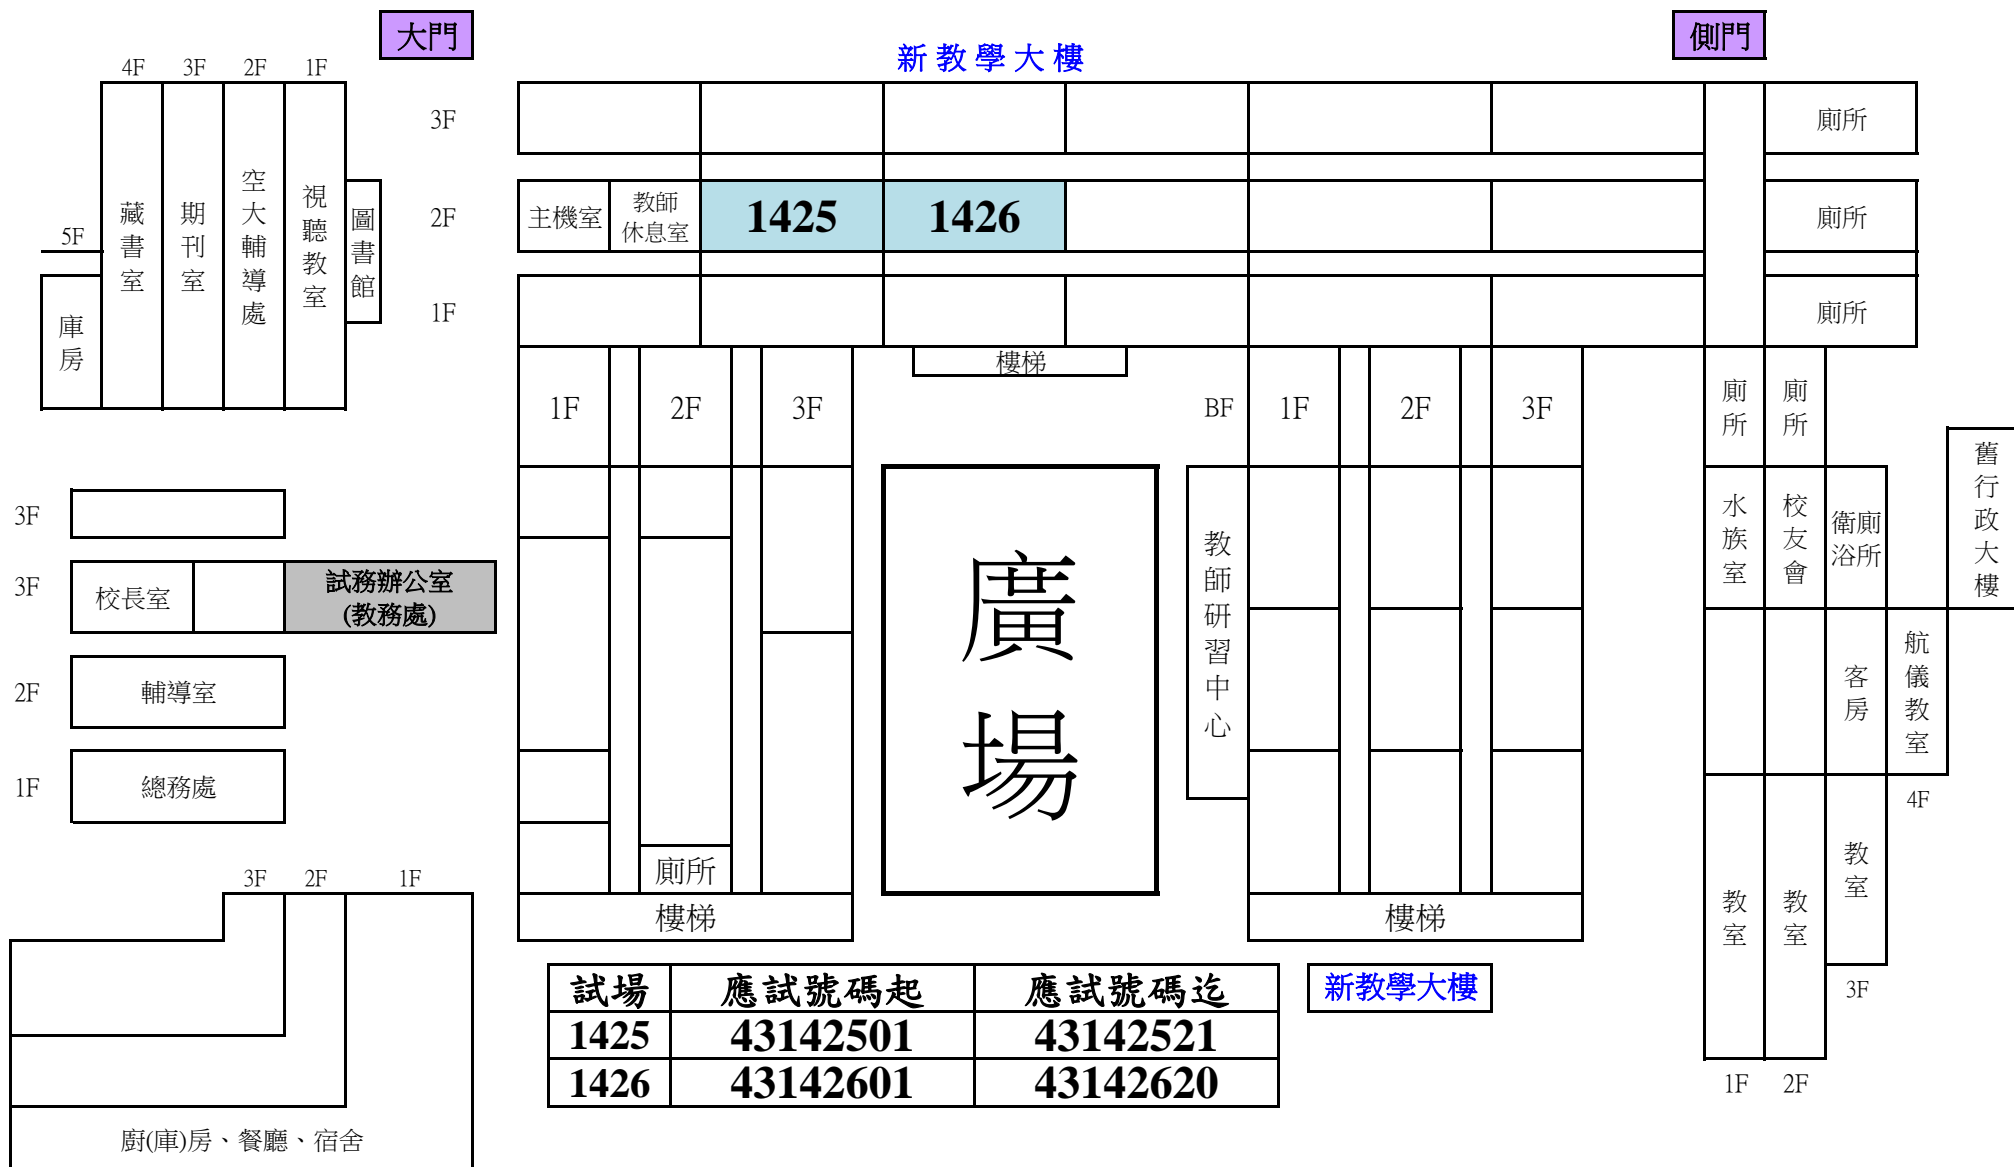 大門
側門
新教學大樓
4F 3F 2F 1F
3F
廁所
藏書室
期刊室
空大輔導處
視聽教室
圖書館
5F
庫房
2F
主機室
教師
休息室
1425
1426
廁所
1F
廁所
樓梯
1F
2F
3F
BF
1F
2F
3F
廁所
廁所
舊行政大樓
廣場
教師研習中心
水族室
校友會
衛廁
浴所
3F
3F
校長室
試務辦公室
(教務處)
2F
輔導室
1F
總務處
客房
航儀教室
4F
廁所
樓梯
樓梯
教室
教室
教室
3F
1F 2F
3F 2F 1F
廚(庫)房、餐廳、宿舍
試場 應試號碼起 應試號碼迄
1425 43142501 43142521
1426 43142601 43142620
新教學大樓